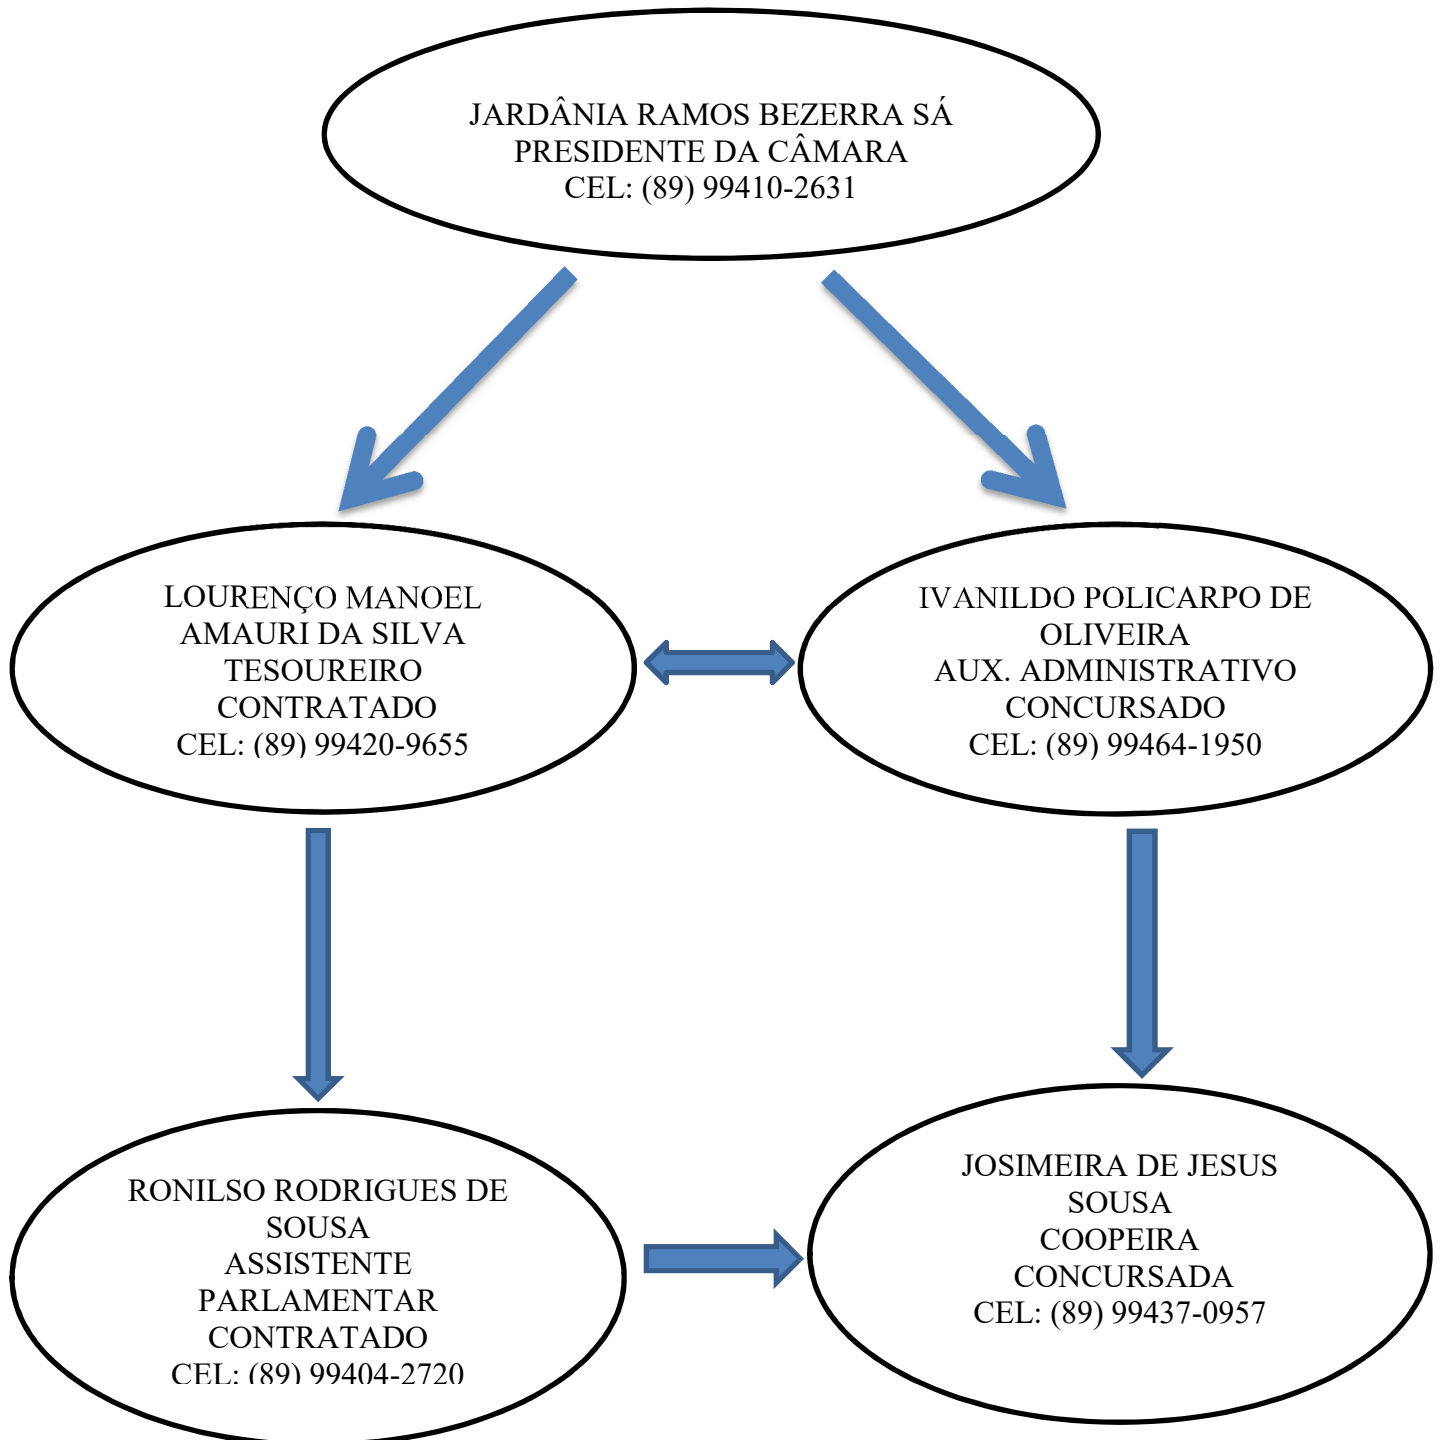 JARDÂNIA RAMOS BEZERRA SÁ
PRESIDENTE DA CÂMARA
CEL: (89) 99410-2631
LOURENÇO MANOEL
AMAURI DA SILVA
TESOUREIRO
CONTRATADO
CEL: (89) 99420-9655
IVANILDO POLICARPO DE
OLIVEIRA
AUX. ADMINISTRATIVO
CONCURSADO
CEL: (89) 99464-1950
RONILSO RODRIGUES DE
SOUSA
ASSISTENTE
PARLAMENTAR
CONTRATADO
CEL: (89) 99404-2720
JOSIMEIRA DE JESUS
SOUSA
COOPEIRA
CONCURSADA
CEL: (89) 99437-0957